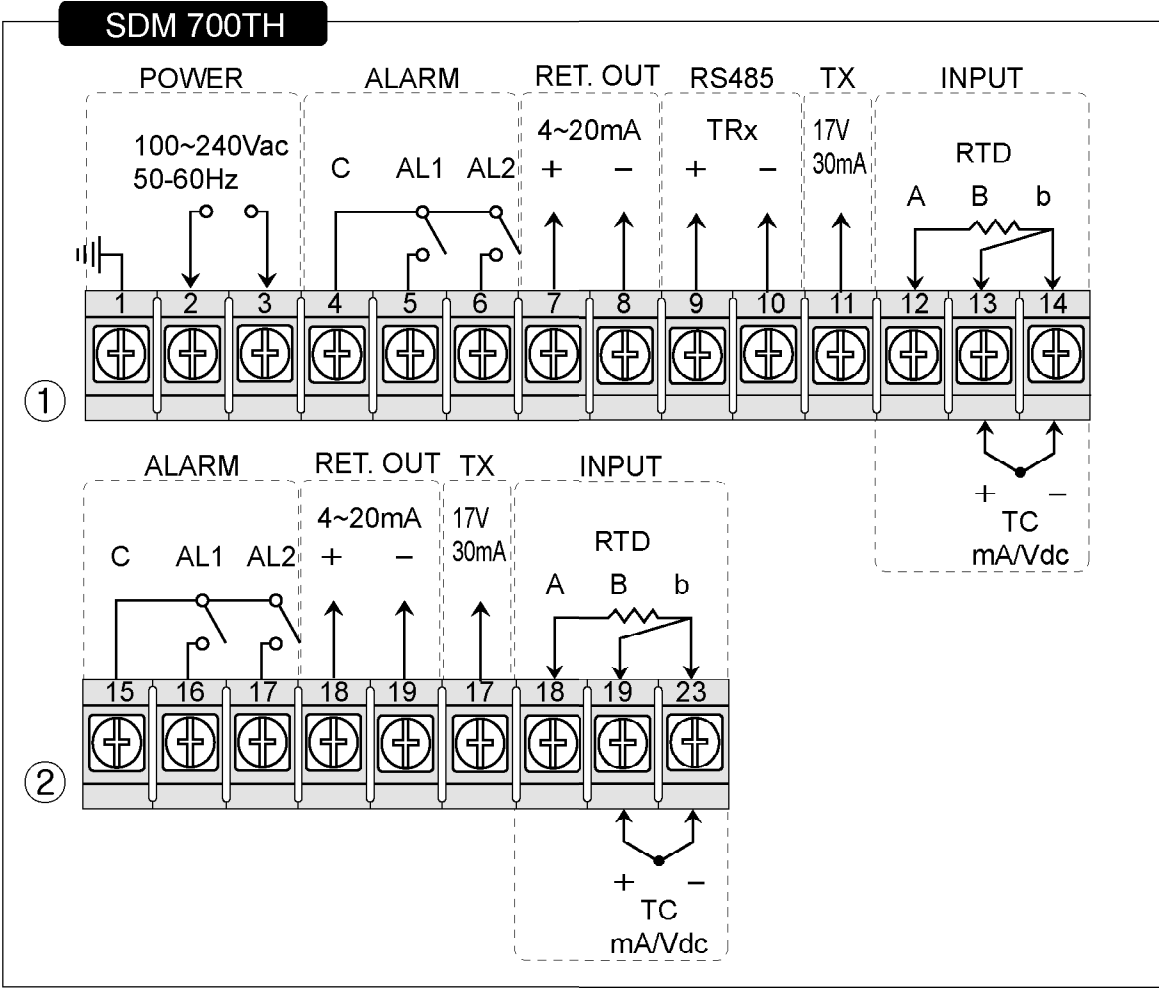 SDM 700TH
POWER ALARM RET. OUT RS485 TX INPUT
100~240Vac
50-60Hz
C AL1 AL2
4~20mA
+ −
TRx
+ −
17V
30mA
RTD
A B b
1 2 3 4 5 6 7 8 9 10 11 12 13 14
①
+ −
TC
mA/Vdc
ALARM RET. OUT TX INPUT
C AL1 AL2
4~20mA
+ −
17V
30mA
RTD
A B b
15 16 17 18 19 17 18 19 23
②
+ −
TC
mA/Vdc